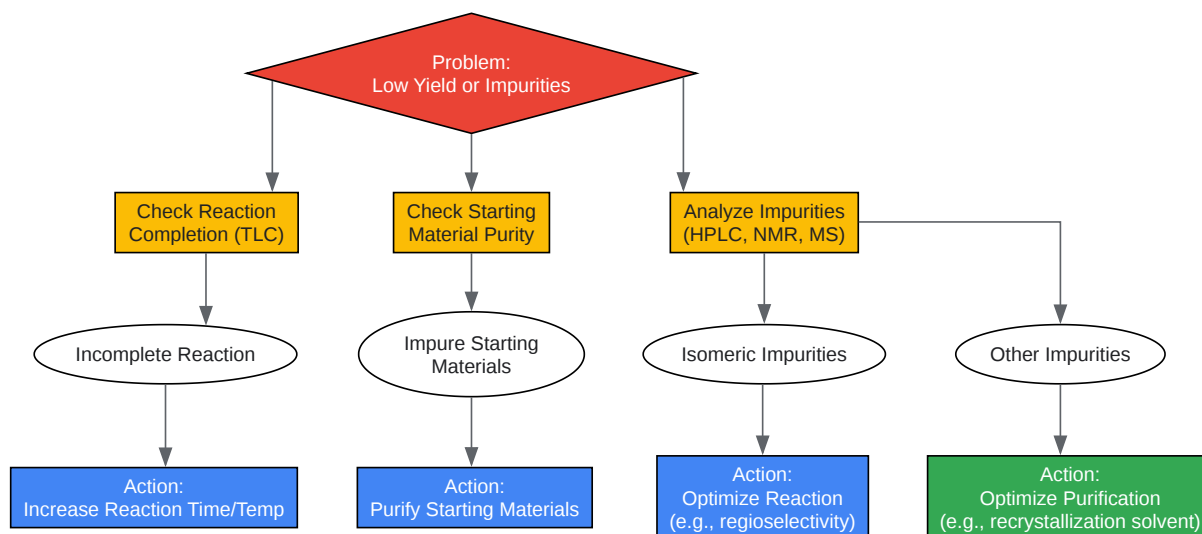 Problem:
Low Yield or Impurities
Check Reaction
Completion (TLC)
Check Starting
Material Purity
Analyze Impurities
(HPLC, NMR, MS)
Incomplete Reaction
Impure Starting
Materials
Isomeric Impurities
Other Impurities
Action:
Increase Reaction Time/Temp
Action:
Purify Starting Materials
Action:
Optimize Reaction
(e.g., regioselectivity)
Action:
Optimize Purification
(e.g., recrystallization solvent)